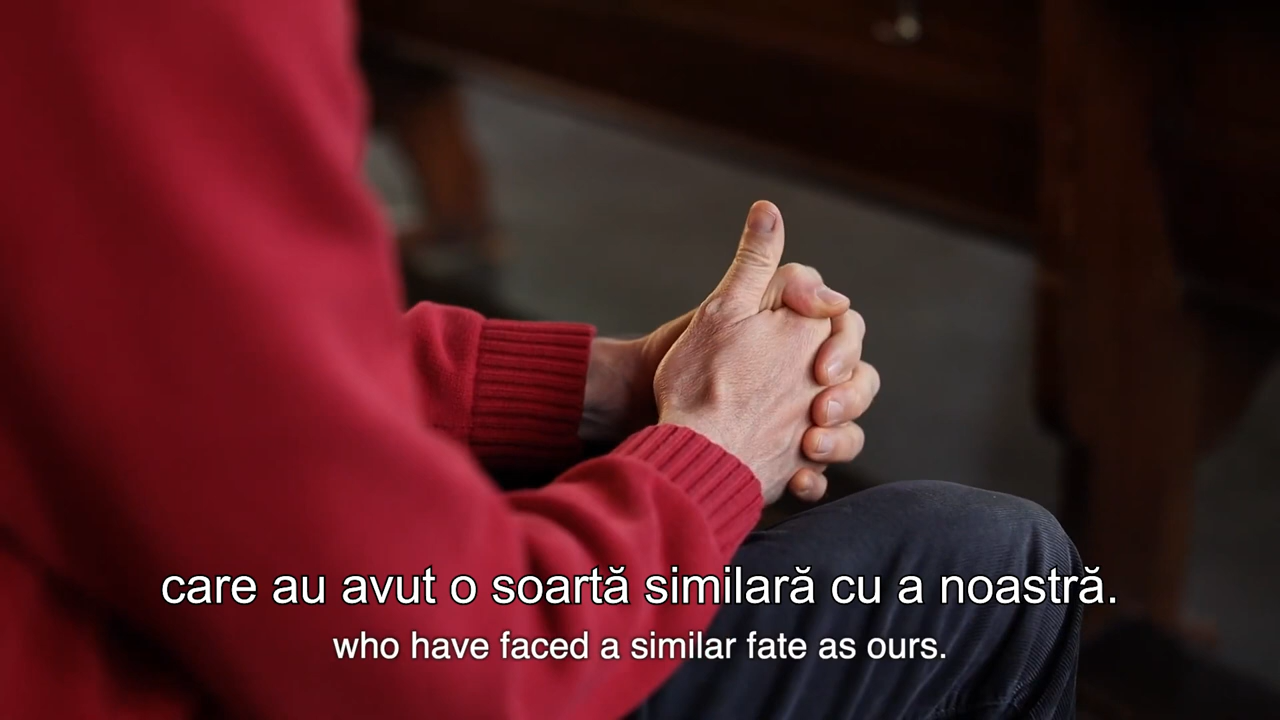 care au avut o soartă similară cu a noastră.
who have faced a similar fate as ours.